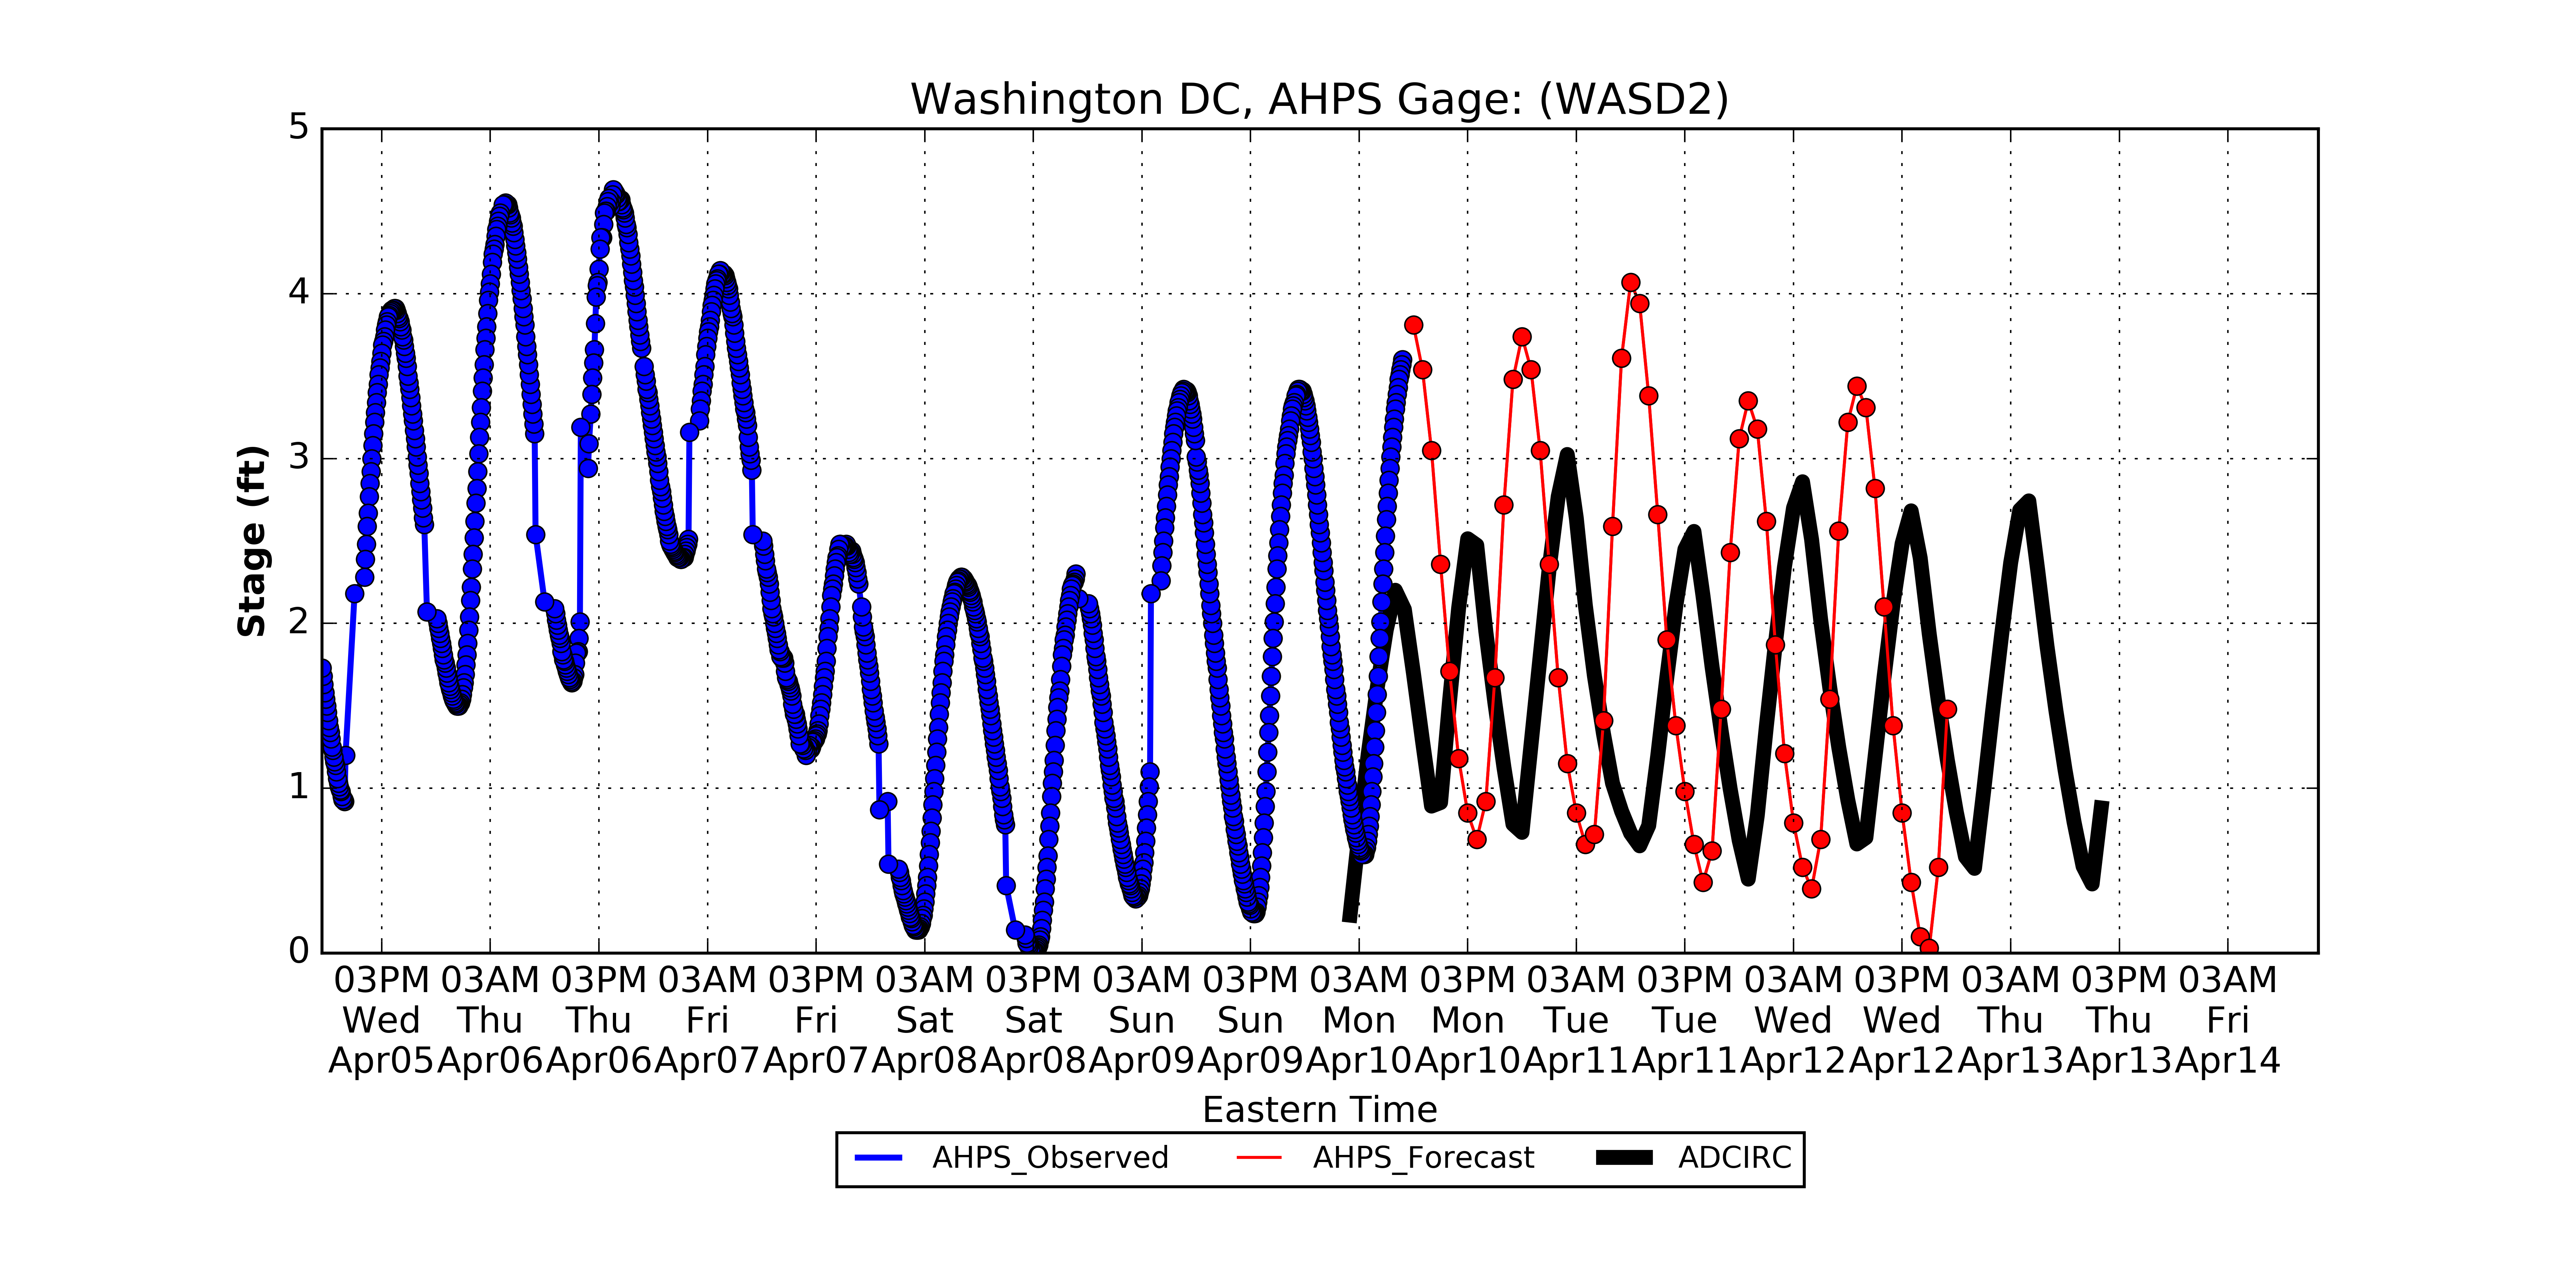 Washington DC, AHPS Gage: (WASD2)
5
4
3
2
1
0
Stage (ft)
03PM 03AM 03PM 03AM 03PM 03AM 03PM 03AM 03PM 03AM 03PM 03AM 03PM 03AM 03PM 03AM 03PM 03AM
Wed Thu Thu Fri Fri Sat Sat Sun Sun Mon Mon Tue Tue Wed Wed Thu Thu Fri
Apr05 Apr06 Apr06 Apr07 Apr07 Apr08 Apr08 Apr09 Apr09 Apr10 Apr10 Apr11 Apr11 Apr12 Apr12 Apr13 Apr13 Apr14
Eastern Time
AHPS_Observed AHPS_Forecast ADCIRC